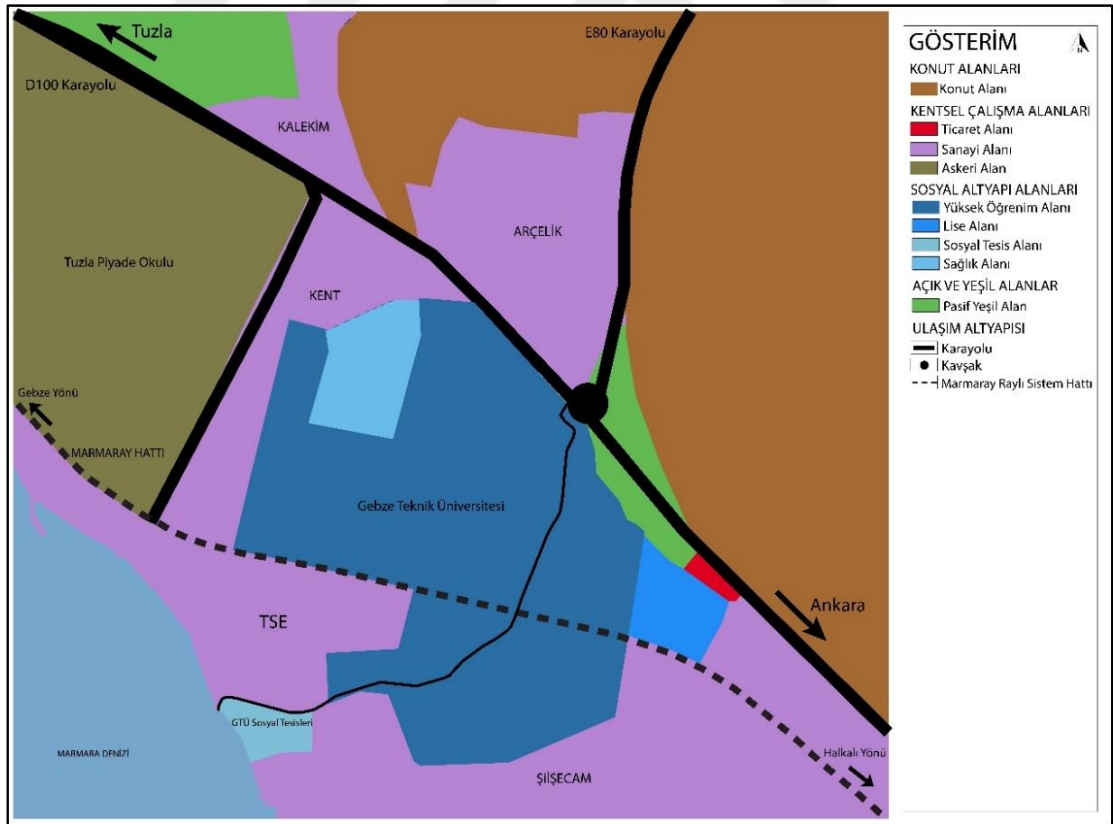 Tuzla
E80 Karayolu
D100 Karayolu
KALEKİM
ARÇELİK
Tuzla Piyade Okulu
KENT
Gebze Yönü
MARMARAY HATTI
Gebze Teknik Üniversitesi
TSE
Ankara
GTÜ Sosyal Tesisleri
MARMARA DENİZİ
Halkalı Yönü
ŞİLŞECAM
GÖSTERİM
N
KONUT ALANLARI
Konut Alanı
KENTSEL ÇALIŞMA ALANLARI
Ticaret Alanı
Sanayi Alanı
Askeri Alan
SOSYAL ALTYAPI ALANLARI
Yüksek Öğrenim Alanı
Lise Alanı
Sosyal Tesis Alanı
Sağlık Alanı
AÇIK VE YEŞİL ALANLAR
Pasif Yeşil Alan
ULAŞIM ALTYAPISI
Karayolu
Kavşak
Marmaray Raylı Sistem Hattı